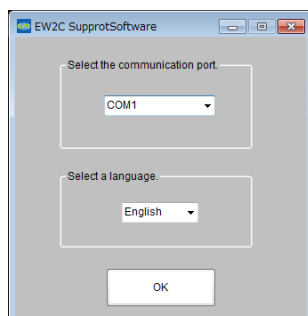 EW2C SupprotSoftware
Select the communication port.
COM1
Select a language.
English
OK